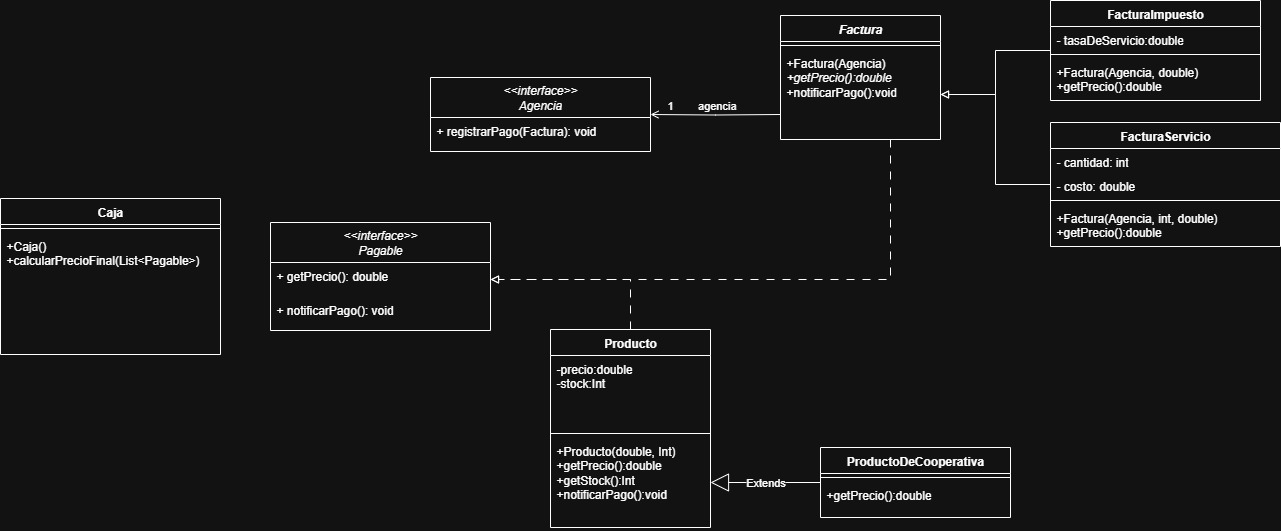 Factura
+Factura(Agencia)
+getPrecio():double
+notificarPago():void
FacturaImpuesto
- tasaDeServicio:double
+Factura(Agencia, double)
+getPrecio():double
<<interface>>
Agencia
+ registrarPago(Factura): void
1
agencia
FacturaServicio
- cantidad: int
- costo: double
+Factura(Agencia, int, double)
+getPrecio():double
Caja
+Caja()
+calcularPrecioFinal(List<Pagable>)
<<interface>>
Pagable
+ getPrecio(): double
+ notificarPago(): void
Producto
-precio:double
-stock:Int
+Producto(double, Int)
+getPrecio():double
+getStock():Int
+notificarPago():void
Extends
ProductoDeCooperativa
+getPrecio():double